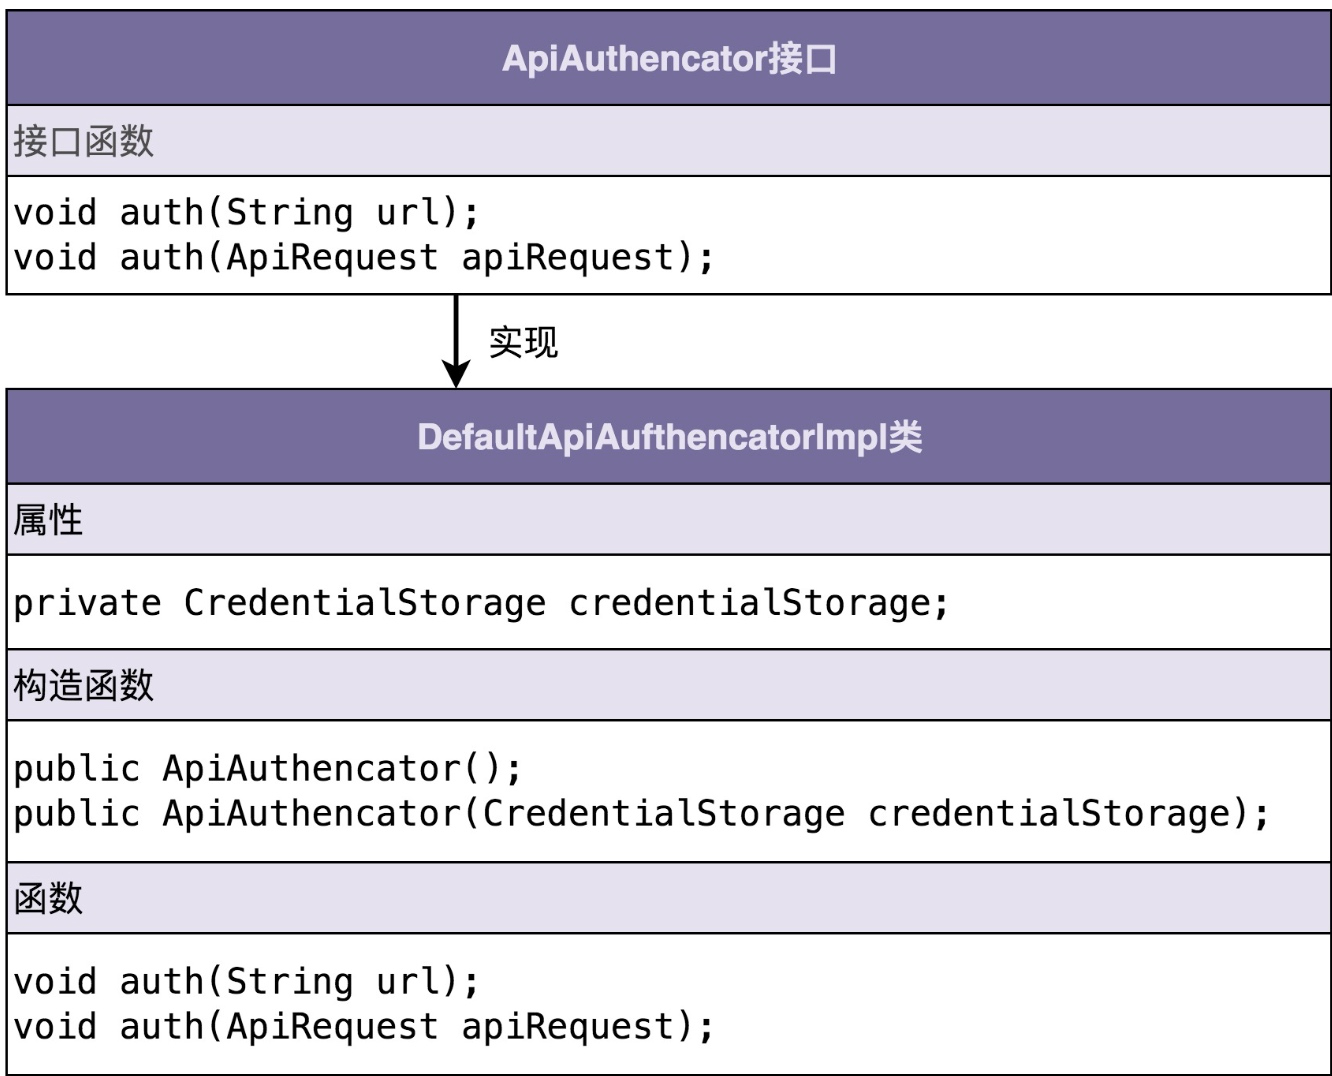 ApiAuthencator接口
接口函数
void auth(String url);
void auth(ApiRequest apiRequest);
实现
DefaultApiAufthencatorImpl类
属性
private CredentialStorage credentialStorage;
构造函数
public ApiAuthencator();
public ApiAuthencator(CredentialStorage credentialStorage);
函数
void auth(String url);
void auth(ApiRequest apiRequest);